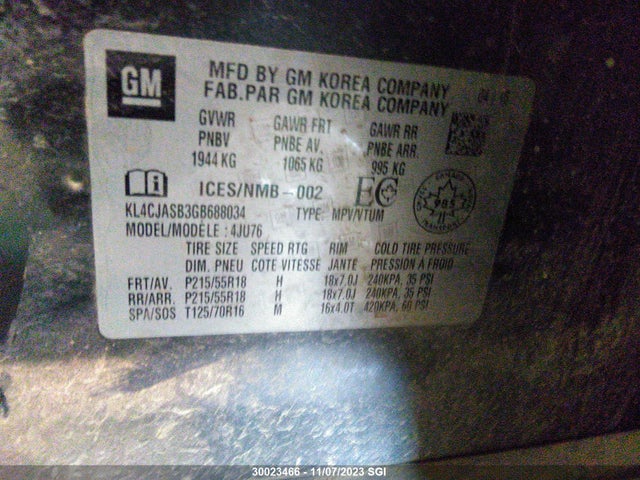 GM
MFD BY GM KOREA COMPANY
FAB.PAR GM KOREA COMPANY
GVWR GAWR FRT GAWR RR
PNBV PNBE AV. PNBE ARR.
1944 KG 1065 KG 995 KG
ICES/NMB-002
KL4CJASB3GB688034 TYPE: MPV/VTUM
MODEL/MODÈLE : 4JU76
TIRE SIZE SPEED RTG RIM COLD TIRE PRESSURE
DIM. PNEU COTE VITESSE JANTE PRESSION A FROID
FRT/AV. P215/55R18 H 18x7.0J 240KPA, 35 PSI
RR/ARR. P215/55R18 H 18x7.0J 240KPA, 35 PSI
SPA/SOS T125/70R16 M 16x4.0T 420KPA, 60 PSI
CANADA
985
30023466 - 11/07/2023 SGI